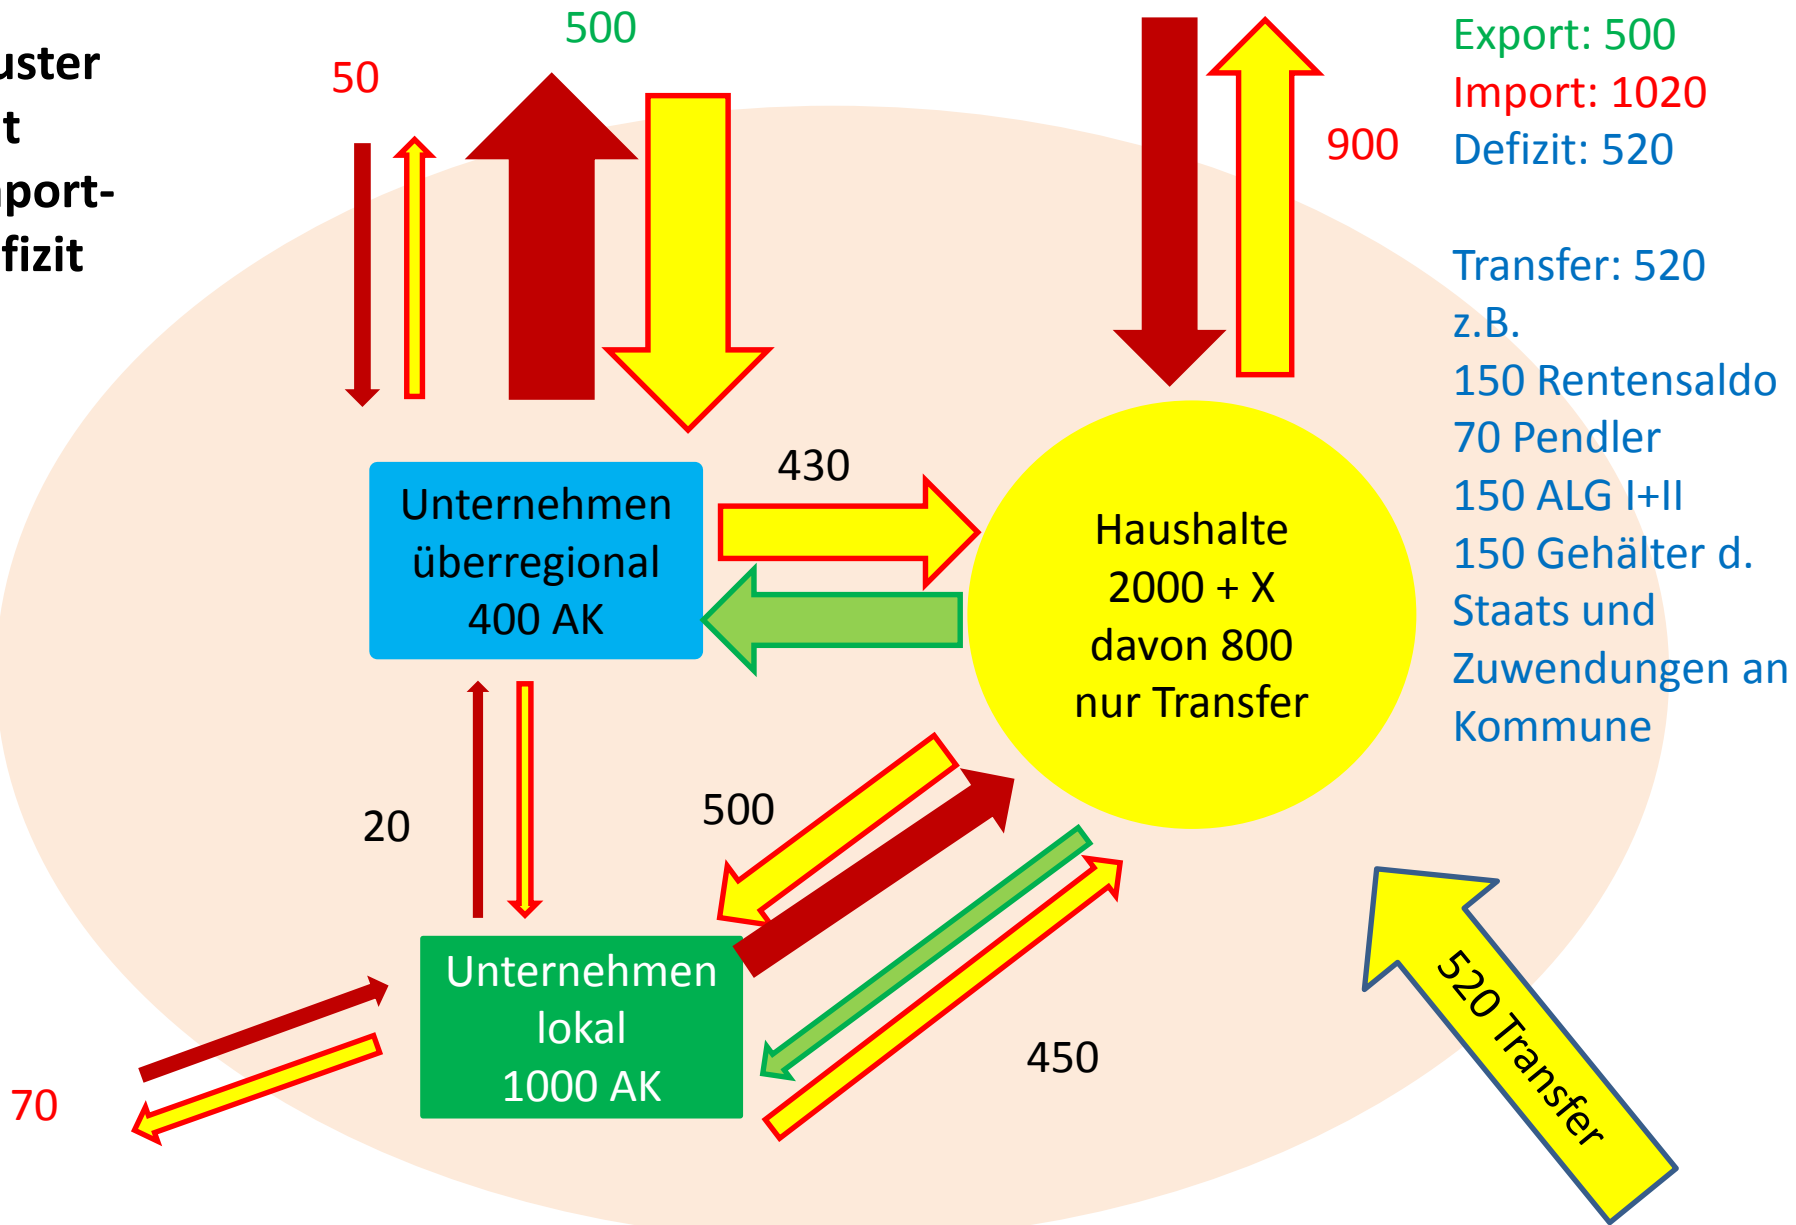 uster
t
nport-
fizit
50
500
900
Export: 500
Import: 1020
Defizit: 520
Transfer: 520
z.B.
150 Rentensaldo
70 Pendler
150 ALG I+II
150 Gehälter d.
Staats und
Zuwendungen an
Kommune
Unternehmen
überregional
400 AK
430
Haushalte
2000 + X
davon 800
nur Transfer
20
500
Unternehmen
lokal
1000 AK
450
70
520 Transfer